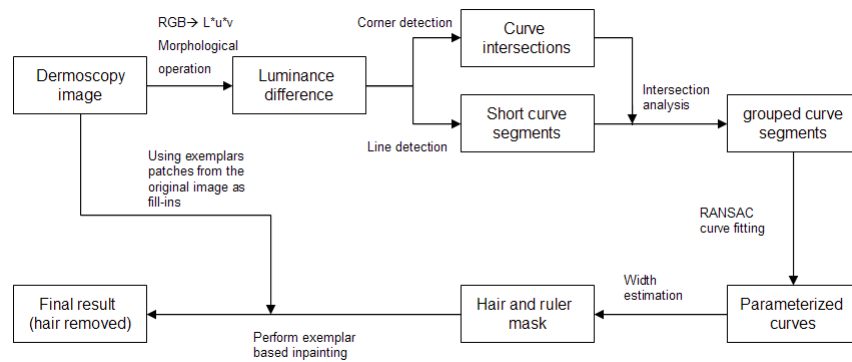 RGB→ L*u*v
Morphological
operation
Dermoscopy
image
Luminance
difference
Corner detection
Curve
intersections
Line detection
Short curve
segments
Intersection
analysis
grouped curve
segments
Using exemplars
patches from the
original image as
fill-ins
RANSAC
curve fitting
Parameterized
curves
Width
estimation
Hair and ruler
mask
Perform exemplar
based inpainting
Final result
(hair removed)